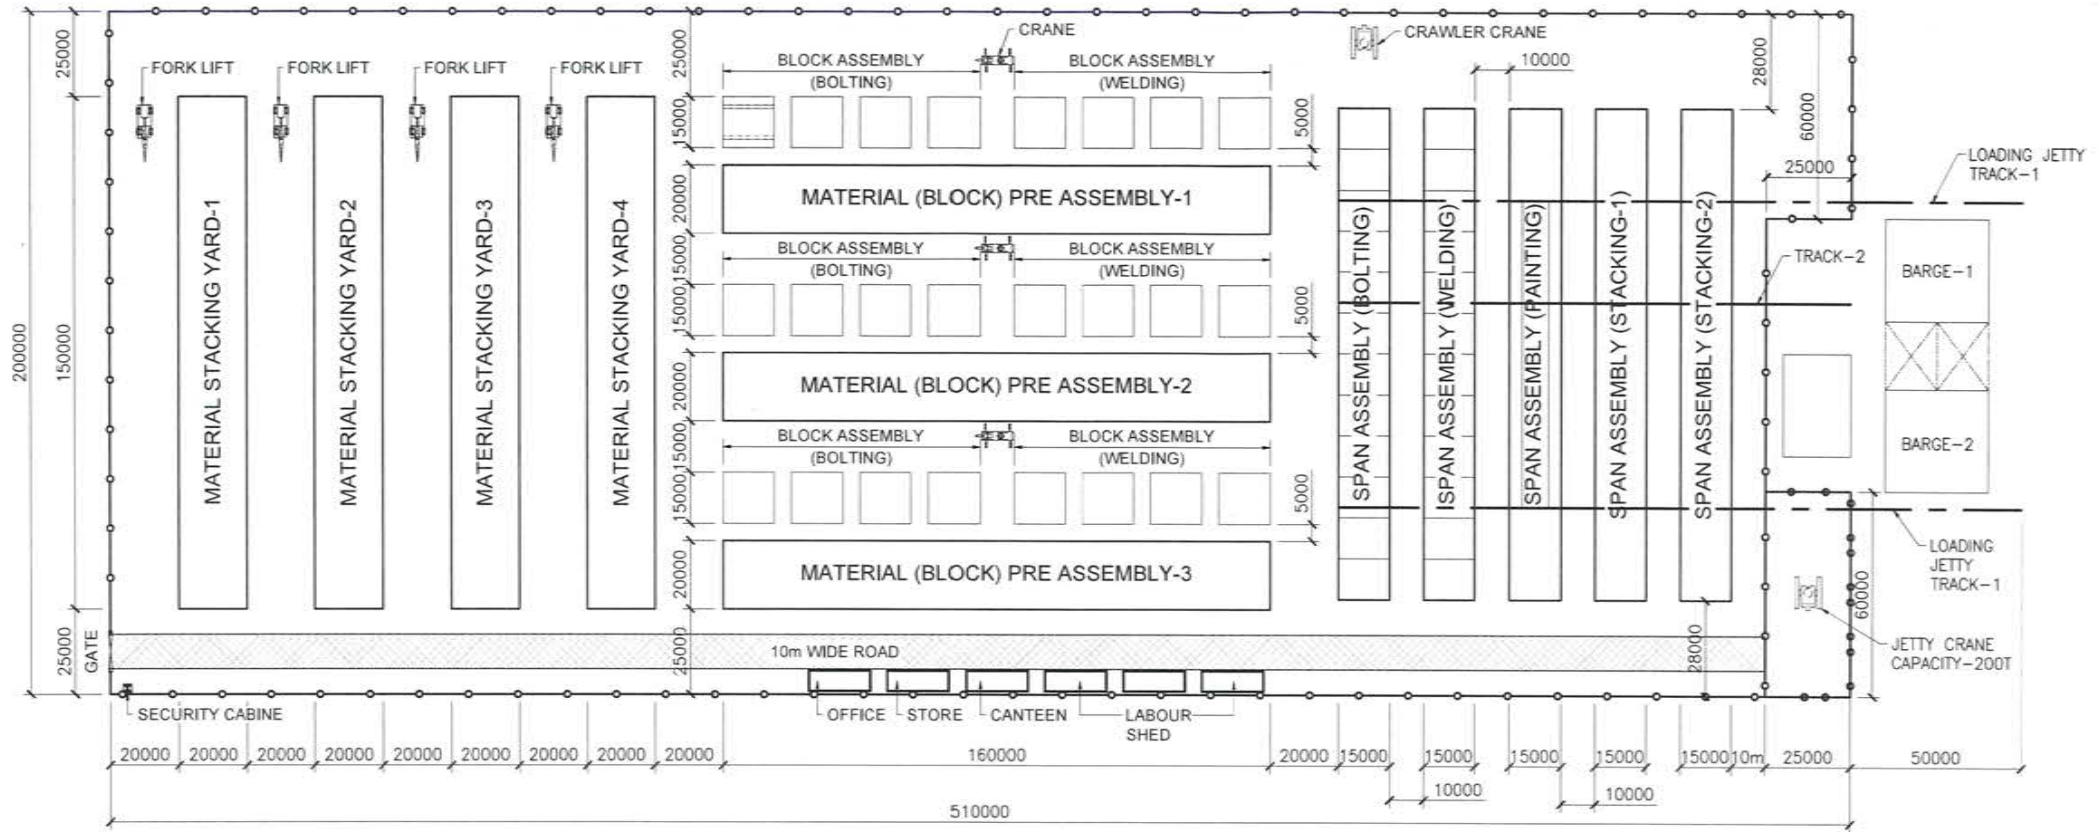 CRANE
CRAWLER CRANE
BLOCK ASSEMBLY
(BOLTING)
BLOCK ASSEMBLY
(WELDING)
10000
25000
25000
28000
60000
FORK LIFT
FORK LIFT
FORK LIFT
FORK LIFT
15000
5000
LOADING JETTY
TRACK-1
25000
MATERIAL (BLOCK) PRE ASSEMBLY-1
20000
MATERIAL STACKING YARD-1
MATERIAL STACKING YARD-2
MATERIAL STACKING YARD-3
MATERIAL STACKING YARD-4
200000
150000
BLOCK ASSEMBLY
(BOLTING)
BLOCK ASSEMBLY
(WELDING)
15000
15000
5000
SPAN ASSEMBLY (BOLTING)
ISPAN ASSEMBLY (WELDING)
SPAN ASSEMBLY (PAINTING)
SPAN ASSEMBLY (STACKING-1)
SPAN ASSEMBLY (STACKING-2)
TRACK-2
BARGE-1
MATERIAL (BLOCK) PRE ASSEMBLY-2
20000
BLOCK ASSEMBLY
(BOLTING)
BLOCK ASSEMBLY
(WELDING)
15000
15000
5000
BARGE-2
MATERIAL (BLOCK) PRE ASSEMBLY-3
20000
LOADING
JETTY
TRACK-1
60000
JETTY CRANE
CAPACITY-200T
25000
GATE
10m WIDE ROAD
25000
28000
SECURITY CABINE
OFFICE
STORE
CANTEEN
LABOUR
SHED
20000 20000 20000 20000 20000 20000 20000 20000 20000 160000 20000 15000 15000 15000 15000 15000 10m 25000 50000
10000
10000
510000